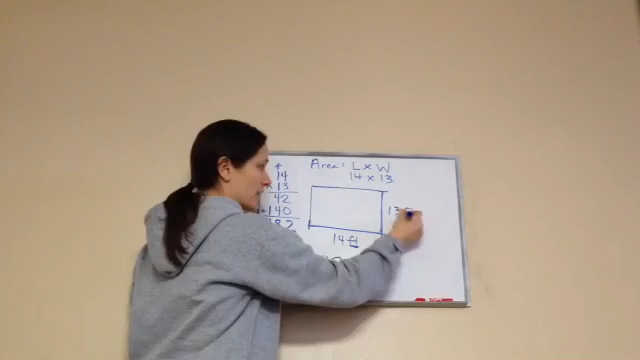 Area = L x W
14 x 13
14
x 13
42
140
182
13 ft
14 ft